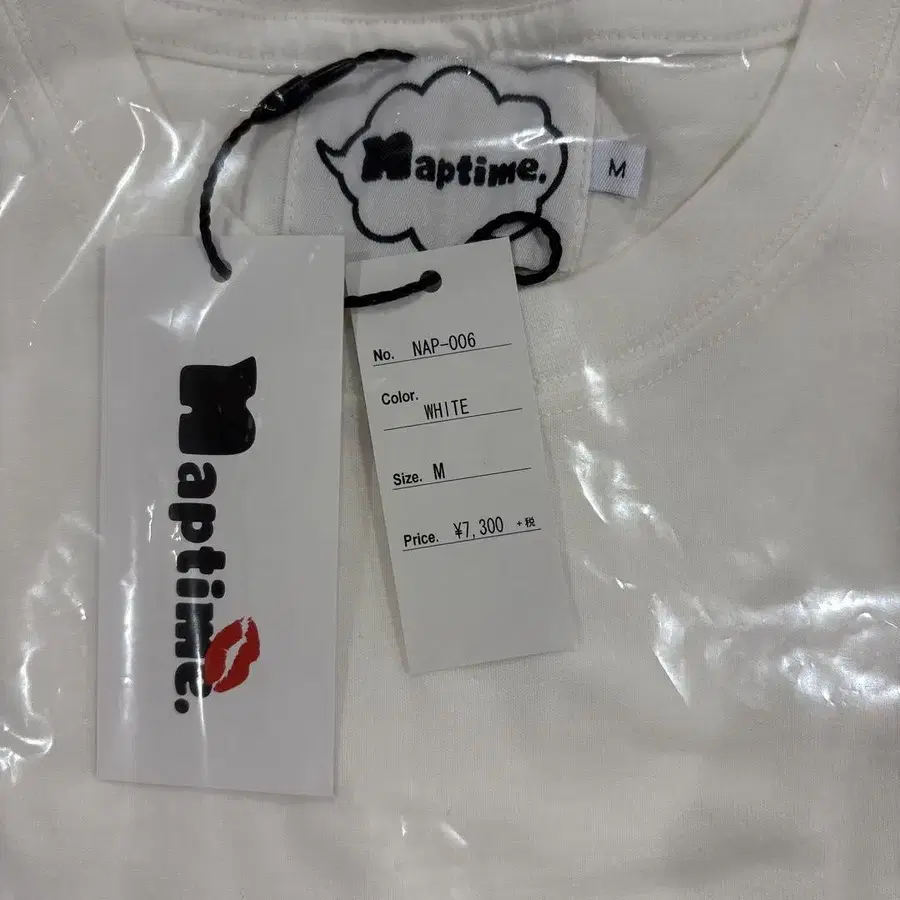 Naptime.
M
Naptime.
No. NAP-006
Color. WHITE
Size. M
Price. ¥7,300 +税